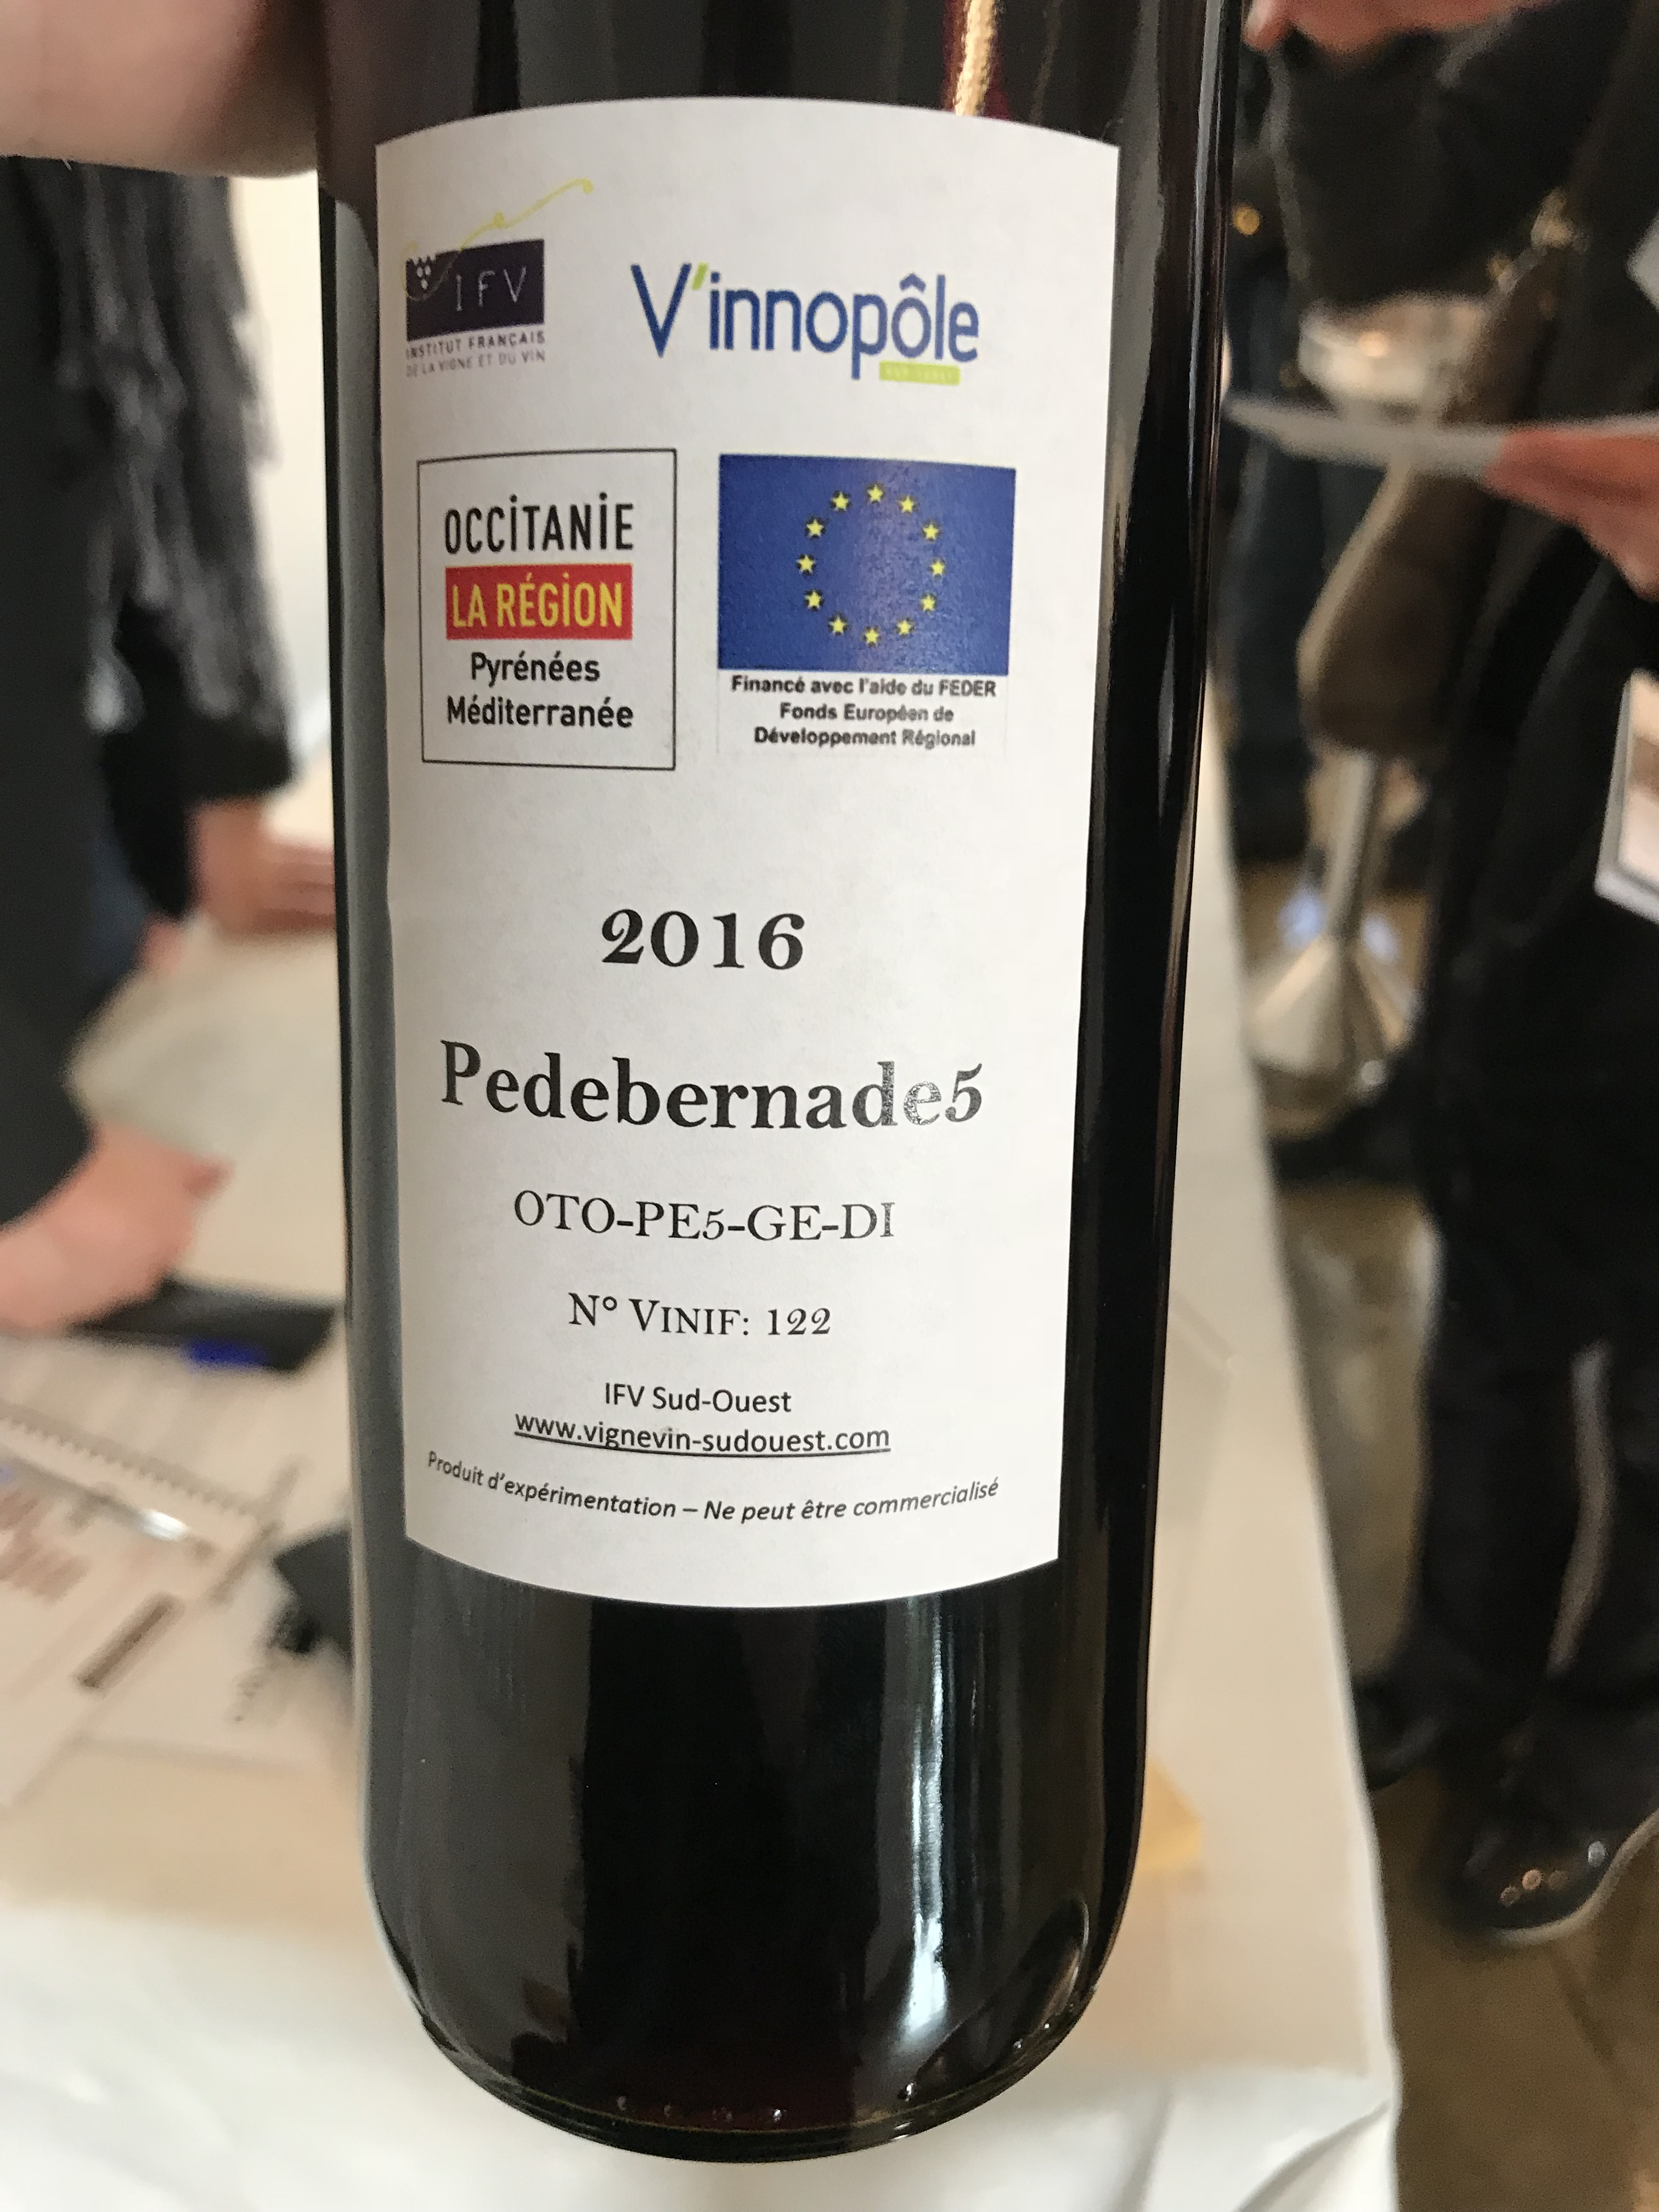 IFV
INSTITUT FRANÇAIS
DE LA VIGNE ET DU VIN
V'innopôle
OCCITANIE
LA RÉGION
Pyrénées
Méditerranée
Financé avec l'aide du FEDER
Fonds Européen de
Développement Régional
2016
Pedebernade5
OTO-PE5-GE-DI
N° VINIF: 122
IFV Sud-Ouest
www.vignevin-sudouest.com
Produit d'expérimentation – Ne peut être commercialisé